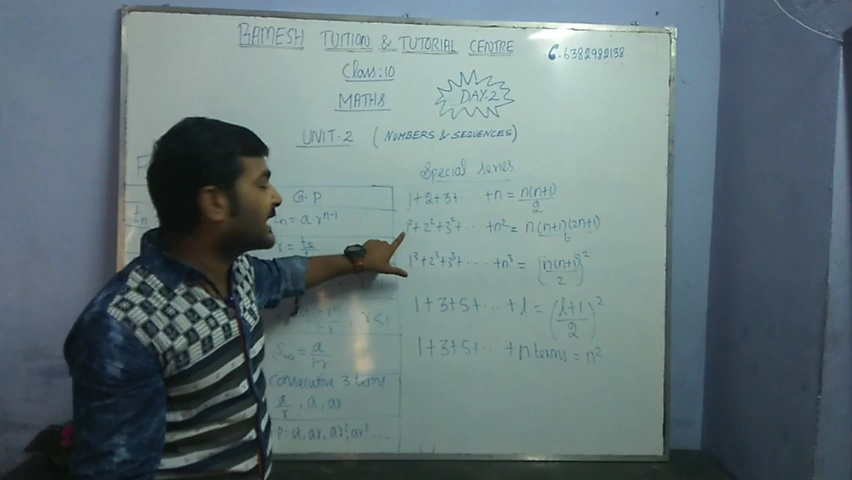 RAMESH TUITION & TUTORIAL CENTRE
6382982138
Class:10
MATHS
DAY-2
UNIT-2 (NUMBERS & SEQUENCES)
Special series
1+2+3+...+n = n(n+1)/2
1²+2²+3²+...+n² = n(n+1)(2n+1)/6
1³+2³+3³+...+n³ = [n(n+1)/2]²
1+3+5+...+l = (l+1/2)²
1+3+5+...+n terms = n²
G.P
tn = a rⁿ⁻¹
r<1
S∞ = a/1-r
Consecutive 3 terms
a/r, a, ar
a, ar, ar², ar³ ...
tn